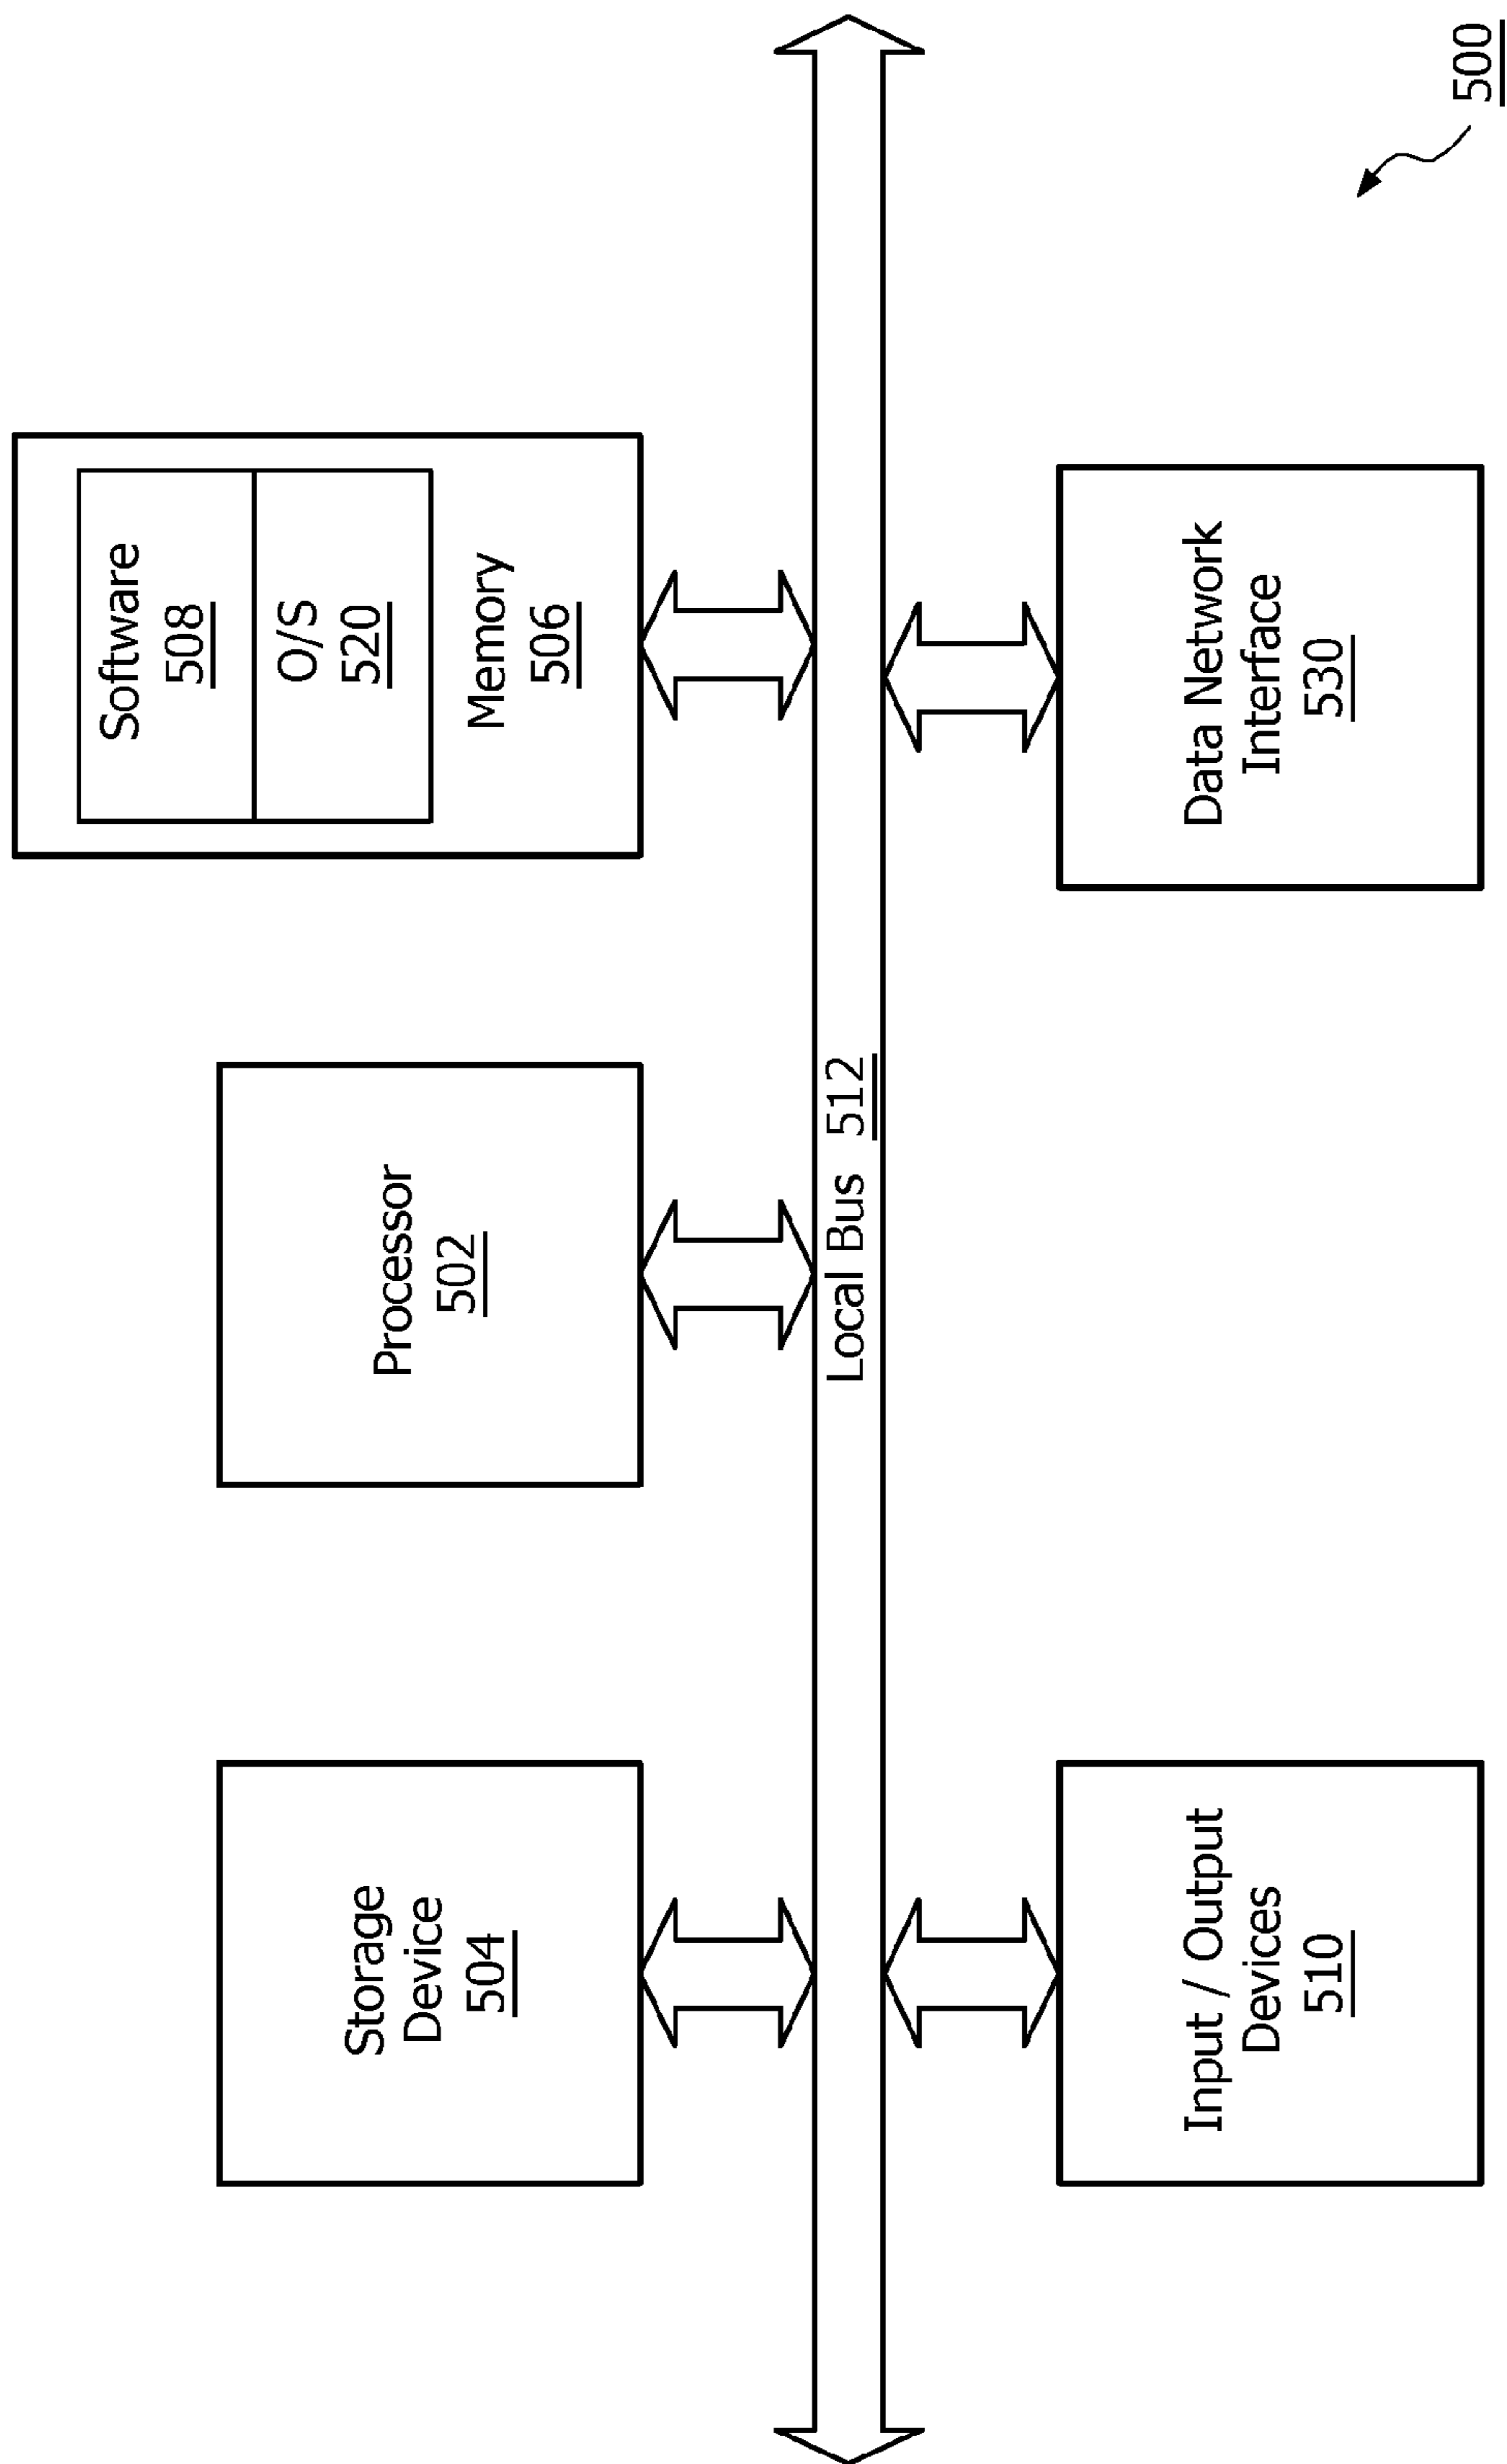 Storage
Device
504
Processor
502
Software
508
O/S
520
Memory
506
Local Bus 512
Input / Output
Devices
510
Data Network
Interface
530
500